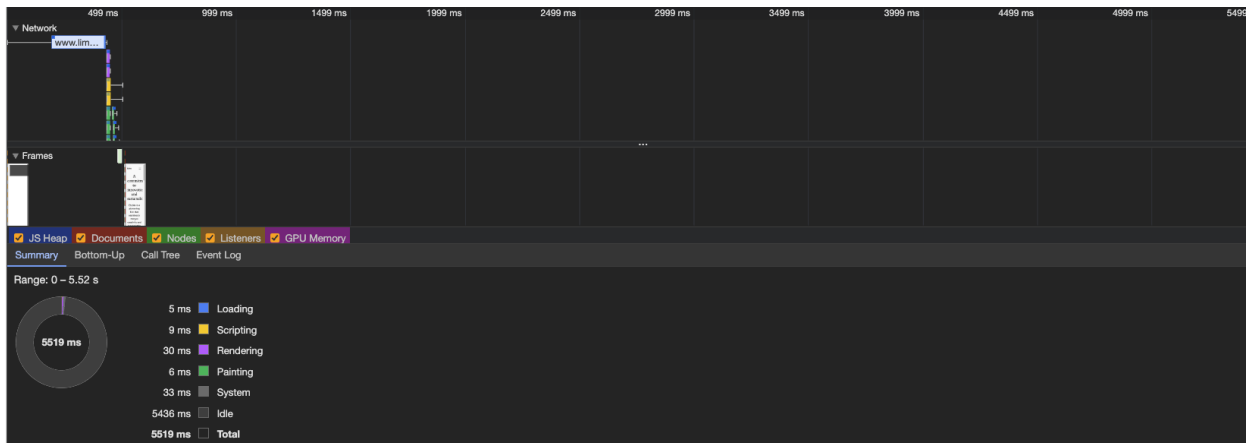 499 ms 999 ms 1499 ms 1999 ms 2499 ms 2999 ms 3499 ms 3999 ms 4499 ms 4999 ms 5499
Network
www.lim...
...
Frames
JS Heap Documents Nodes Listeners GPU Memory
Summary Bottom-Up Call Tree Event Log
Range: 0 – 5.52 s
5519 ms
5 ms Loading
9 ms Scripting
30 ms Rendering
6 ms Painting
33 ms System
5436 ms Idle
5519 ms Total